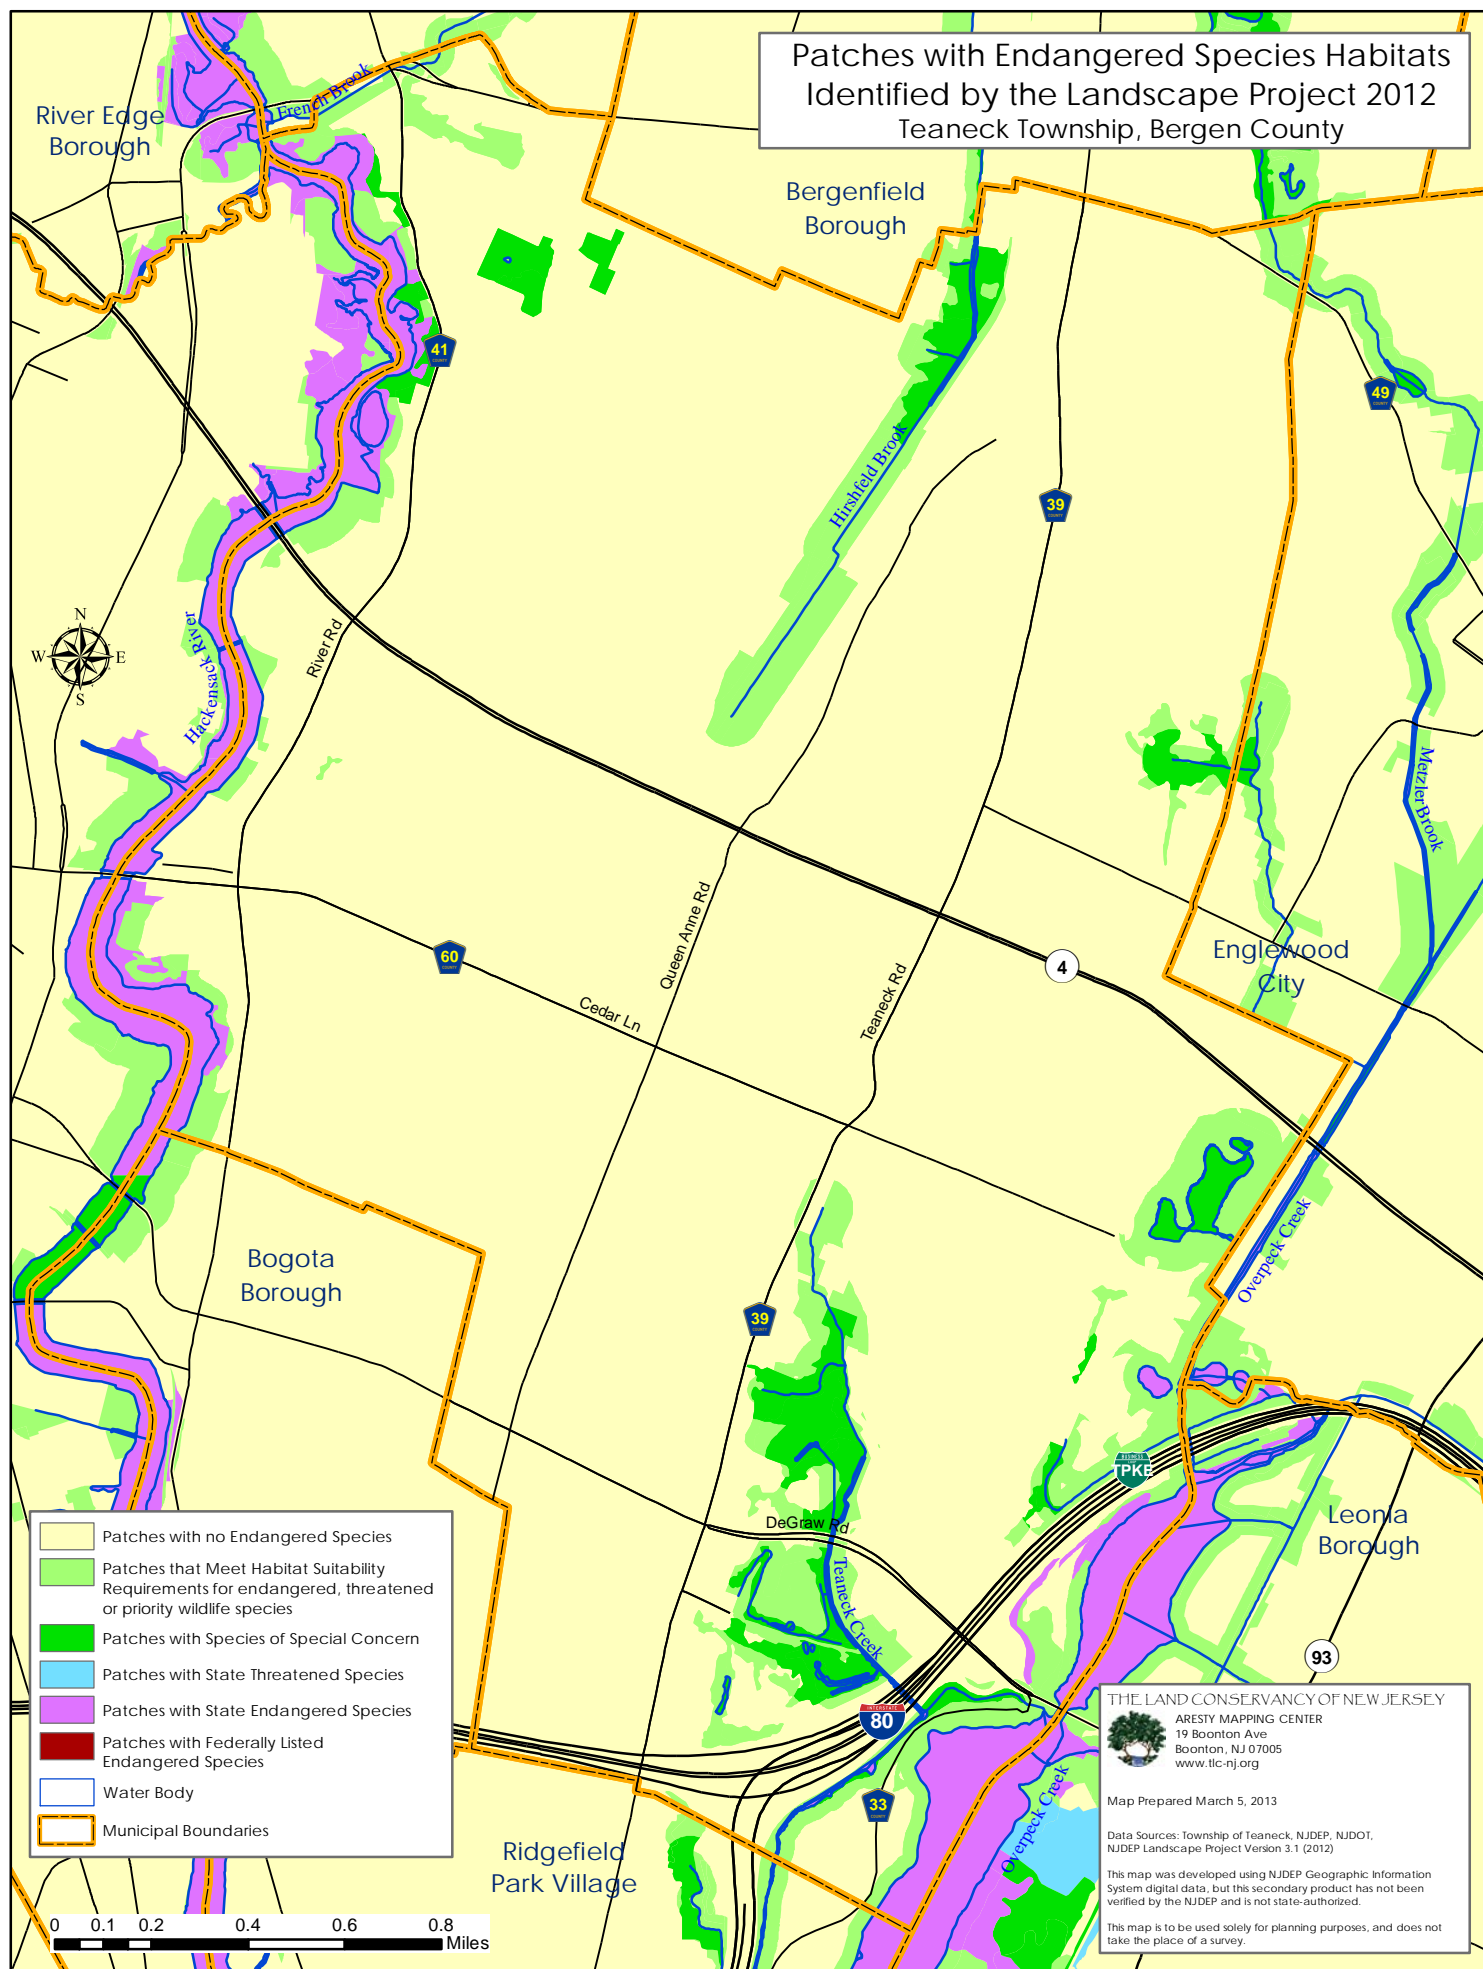 Patches with Endangered Species Habitats
Identified by the Landscape Project 2012
Teaneck Township, Bergen County
River Edge
Borough
French Brook
Bergenfield
Borough
41
COUNTY
49
COUNTY
39
COUNTY
Hirshfeld Brook
N
W E
S
Hackensack River
River Rd
Metzler Brook
Queen Anne Rd
60
COUNTY
Cedar Ln
Teaneck Rd
4
Englewood
City
Overpeck Creek
Bogota
Borough
39
COUNTY
TPKE
DeGraw Rd
Teaneck Creek
Leonia
Borough
93
INTERSTATE
80
33
COUNTY
Overpeck Creek
Ridgefield
Park Village
Patches with no Endangered Species
Patches that Meet Habitat Suitability
Requirements for endangered, threatened
or priority wildlife species
Patches with Species of Special Concern
Patches with State Threatened Species
Patches with State Endangered Species
Patches with Federally Listed
Endangered Species
Water Body
Municipal Boundaries
0 0.1 0.2 0.4 0.6 0.8
Miles
THE LAND CONSERVANCY OF NEW JERSEY
ARESTY MAPPING CENTER
19 Boonton Ave
Boonton, NJ 07005
www.tlc-nj.org
Map Prepared March 5, 2013
Data Sources: Township of Teaneck, NJDEP, NJDOT,
NJDEP Landscape Project Version 3.1 (2012)
This map was developed using NJDEP Geographic Information
System digital data, but this secondary product has not been
verified by the NJDEP and is not state-authorized.
This map is to be used solely for planning purposes, and does not
take the place of a survey.